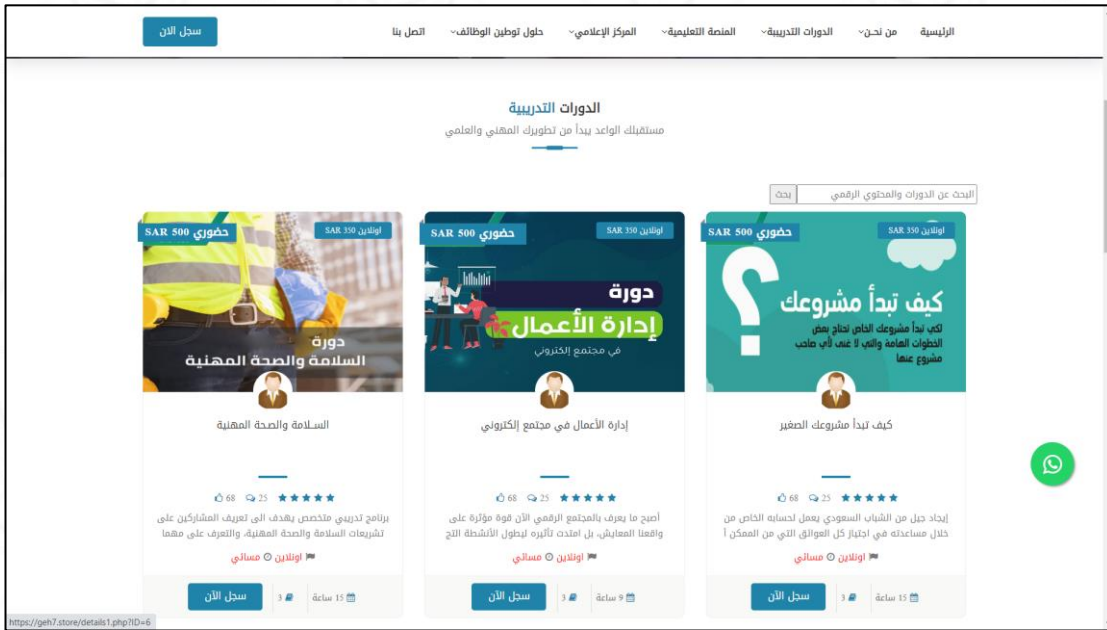 الرئيسية
من نحـن
الدورات التدريبية
المنصة التعليمية
المركز الإعلامي
حلول توطين الوظائف
اتصل بنا
سجل الان
الدورات التدريبية
مستقبلك الواعد يبدأ من تطويرك المهني والعلمي
البحث عن الدورات والمحتوي الرقمي
بحث
اونلاين 350 SAR
حضوري 500 SAR
كيف تبدأ مشروعك
لكي تبدأ مشروعك الخاص تحتاج بعض
الخطوات الهامة والتي لا غنى لأي صاحب
مشروع عنها
؟
كيف تبدأ مشروعك الصغير
25 68
إيجاد جيل من الشباب السعودي يعمل لحسابه الخاص من
خلال مساعدته في اجتياز كل العوائق التي من الممكن أ
اونلاين مسائي
15 ساعة
3
سجل الآن
اونلاين 350 SAR
حضوري 500 SAR
دورة
إدارة الأعمال
في مجتمع إلكتروني
إدارة الأعمال في مجتمع إلكتروني
25 68
أصبح ما يعرف بالمجتمع الرقمي الآن قوة مؤثرة على
واقعنا المعايش، بل امتدت تأثيره ليطول الأنشطة التج
اونلاين مسائي
9 ساعة
3
سجل الآن
اونلاين 350 SAR
حضوري 500 SAR
دورة
السلامة والصحة المهنية
السـلامة والصـحة المهنية
25 68
برنامج تدريبي متخصص يهدف الى تعريف المشاركين على
تشريعات السلامة والصحة المهنية، والتعرف على مهما
اونلاين مسائي
15 ساعة
3
سجل الآن
https://geh7.store/details1.php?ID=6